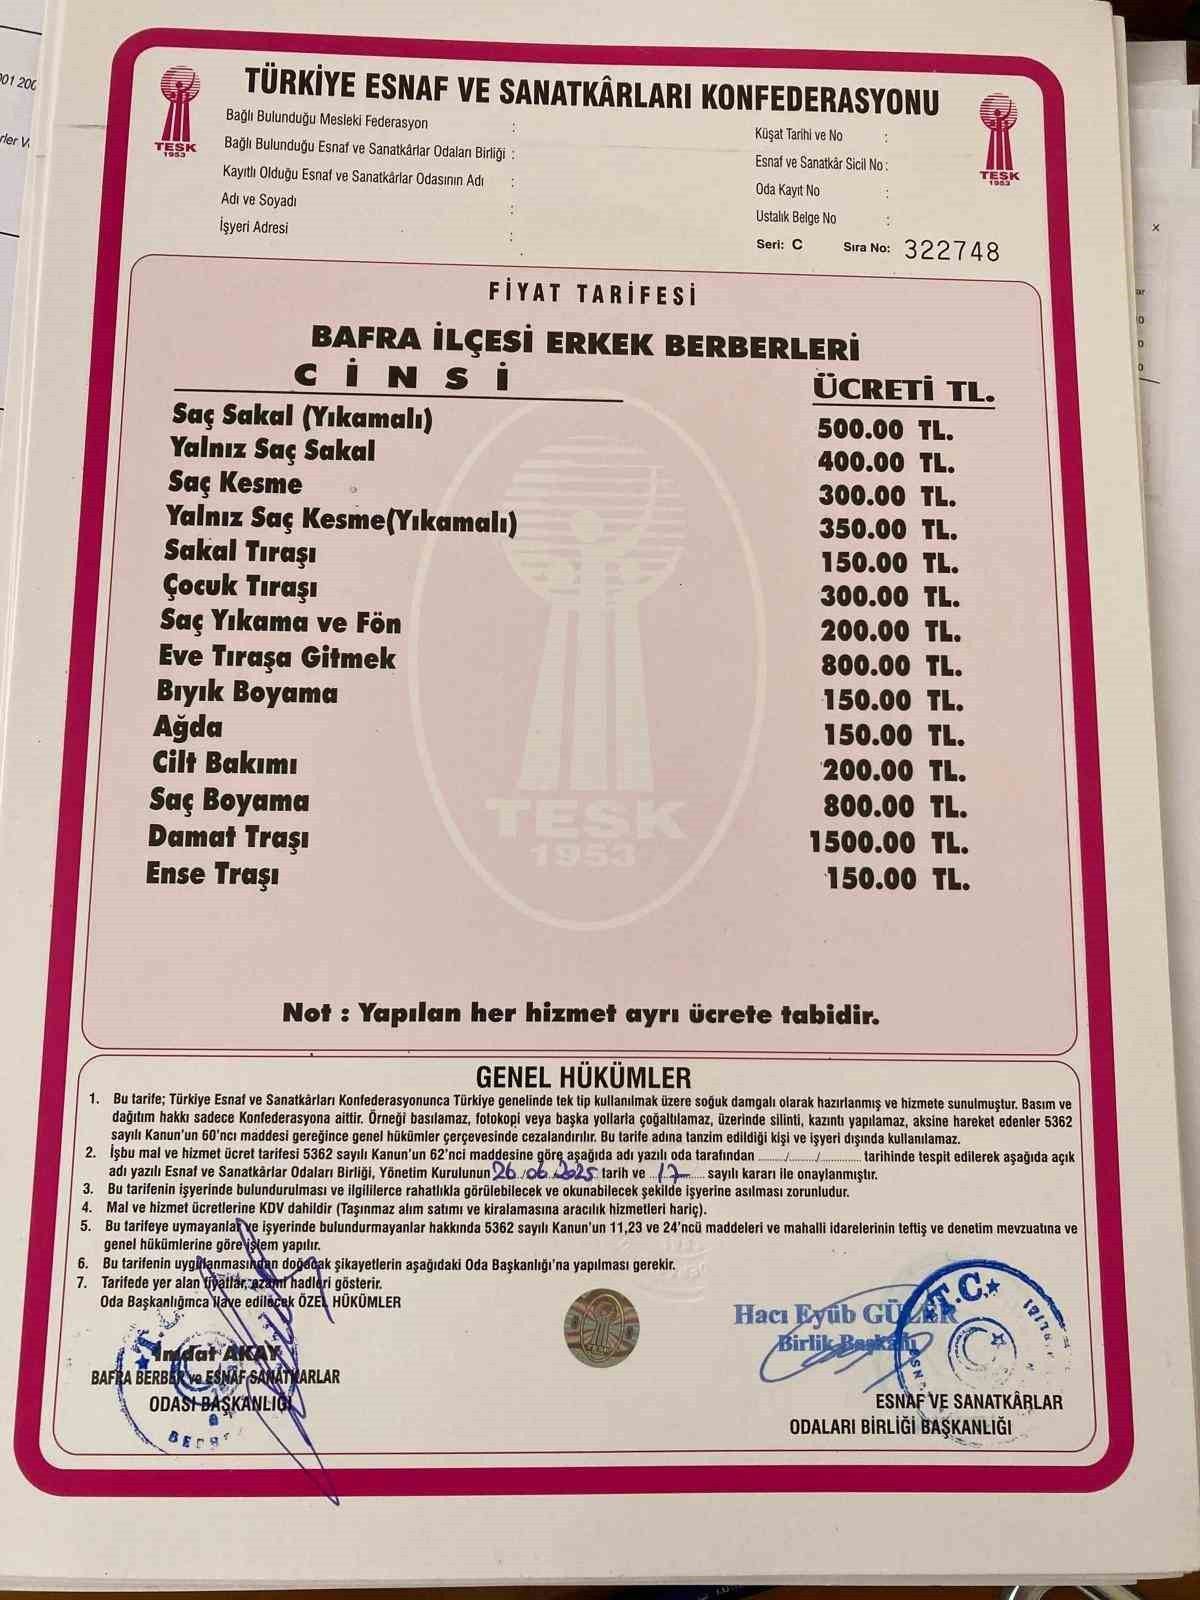 TÜRKİYE ESNAF VE SANATKÂRLARI KONFEDERASYONU
TESK
1953
Bağlı Bulunduğu Mesleki Federasyon :
Bağlı Bulunduğu Esnaf ve Sanatkârlar Odaları Birliği :
Kayıtlı Olduğu Esnaf ve Sanatkârlar Odasının Adı :
Adı ve Soyadı :
İşyeri Adresi :
Küşat Tarihi ve No :
Esnaf ve Sanatkâr Sicil No :
Oda Kayıt No :
Ustalık Belge No :
Seri: C Sıra No: 322748
TESK
1953
FİYAT TARİFESİ
BAFRA İLÇESİ ERKEK BERBERLERİ
CİNSİ ÜCRETİ TL.
Saç Sakal (Yıkamalı) 500.00 TL.
Yalnız Saç Sakal 400.00 TL.
Saç Kesme 300.00 TL.
Yalnız Saç Kesme(Yıkamalı) 350.00 TL.
Sakal Tıraşı 150.00 TL.
Çocuk Tıraşı 300.00 TL.
Saç Yıkama ve Fön 200.00 TL.
Eve Tıraşa Gitmek 800.00 TL.
Bıyık Boyama 150.00 TL.
Ağda 150.00 TL.
Cilt Bakımı 200.00 TL.
Saç Boyama 800.00 TL.
Damat Traşı 1500.00 TL.
Ense Traşı 150.00 TL.
TESK
1953
Not : Yapılan her hizmet ayrı ücrete tabidir.
GENEL HÜKÜMLER
1. Bu tarife; Türkiye Esnaf ve Sanatkârları Konfederasyonunca Türkiye genelinde tek tip kullanılmak üzere soğuk damgalı olarak hazırlanmış ve hizmete sunulmuştur. Basım ve
dağıtım hakkı sadece Konfederasyona aittir. Örneği basılamaz, fotokopi veya başka yollarla çoğaltılamaz, üzerinde silinti, kazıntı yapılamaz, aksine hareket edenler 5362
sayılı Kanun'un 60'ncı maddesi gereğince genel hükümler çerçevesinde cezalandırılır. Bu tarife adına tanzim edildiği kişi ve işyeri dışında kullanılamaz.
2. İşbu mal ve hizmet ücret tarifesi 5362 sayılı Kanun'un 62'nci maddesine göre aşağıda adı yazılı oda tarafından ......./......./............ tarihinde tespit edilerek aşağıda açık
adı yazılı Esnaf ve Sanatkârlar Odaları Birliği, Yönetim Kurulunun 26.06.2025 tarih ve 17 sayılı kararı ile onaylanmıştır.
3. Bu tarifenin işyerinde bulundurulması ve ilgililerce rahatlıkla görülebilecek ve okunabilecek şekilde işyerine asılması zorunludur.
4. Mal ve hizmet ücretlerine KDV dahildir (Taşınmaz alım satımı ve kiralamasına aracılık hizmetleri hariç).
5. Bu tarifeye uymayanlar ve işyerinde bulundurmayanlar hakkında 5362 sayılı Kanun'un 11,23 ve 24'ncü maddeleri ve mahalli idarelerinin teftiş ve denetim mevzuatına ve
genel hükümlerine göre işlem yapılır.
6. Bu tarifenin uygulanmasından doğacak şikayetlerin aşağıdaki Oda Başkanlığı'na yapılması gerekir.
7. Tarifede yer alan fiyatlar, azami hadleri gösterir.
Oda Başkanlığınca ilave edilecek ÖZEL HÜKÜMLER
İmdat AKAY
BAFRA BERBER ve ESNAF SANATKARLAR
ODASI BAŞKANLIĞI
Hacı Eyüb GÜLER
Birlik Başkanı
T.C.
ESNAF VE SANATKÂRLAR
ODALARI BİRLİĞİ BAŞKANLIĞI